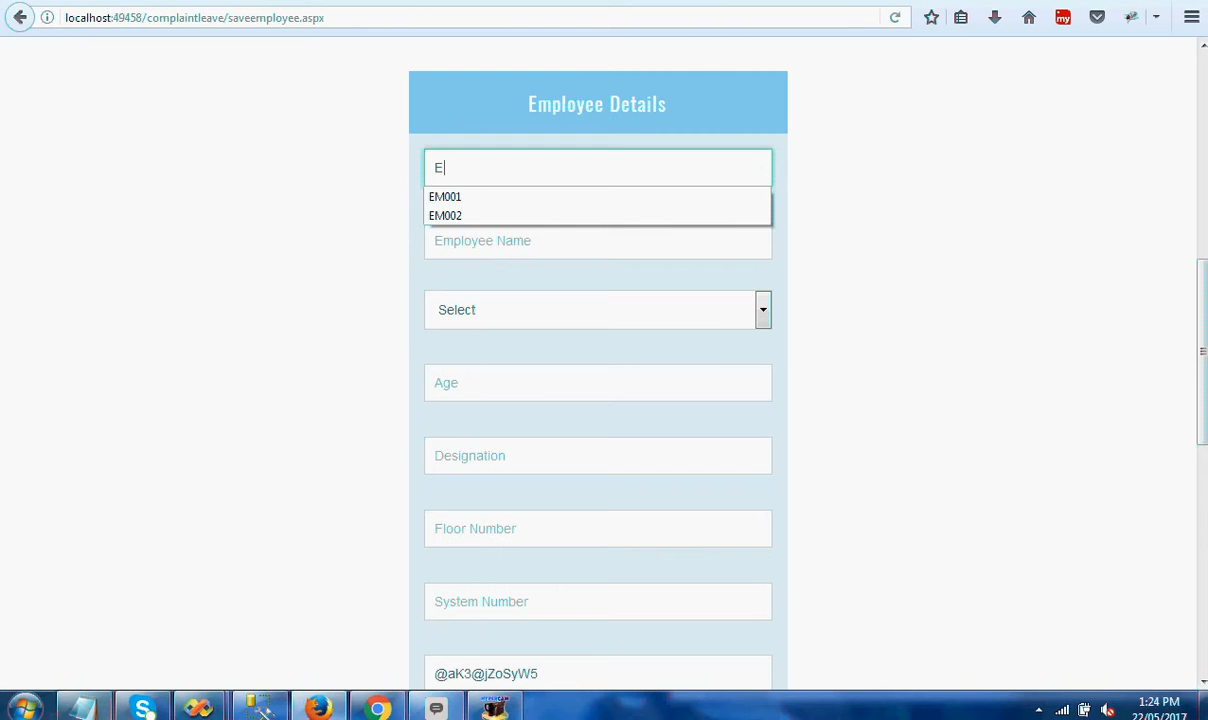 localhost:49458/complaintleave/saveemployee.aspx
my
Employee Details
E
EM001
EM002
Employee Name
Select
Age
Designation
Floor Number
System Number
@aK3@jZoSyW5
1:24 PM
22/05/2017